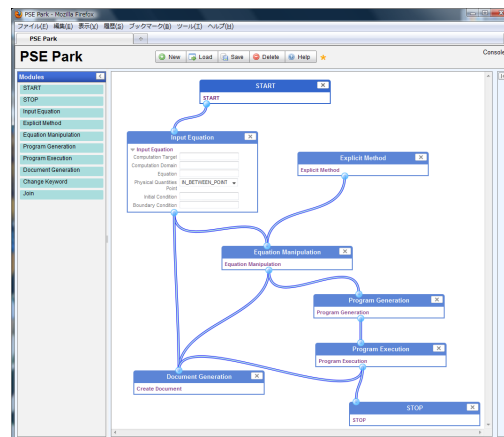 PSE Park - Mozilla Firefox
ファイル(F) 編集(E) 表示(V) 履歴(S) ブックマーク(B) ツール(T) ヘルプ(H)
PSE Park
PSE Park
New Load Save Delete Help
Console
Modules
START
STOP
Input Equation
Explicit Method
Equation Manipulation
Program Generation
Program Execution
Document Generation
Change Keyword
Join
START
START
Input Equation
Input Equation
Computation Target
Computation Domain
Equation
Physical Quantities Point IN_BETWEEN_POINT
Initial Condition
Boundary Condition
Explicit Method
Explicit Method
Equation Manipulation
Equation Manipulation
Program Generation
Program Generation
Program Execution
Program Execution
Document Generation
Create Document
STOP
STOP